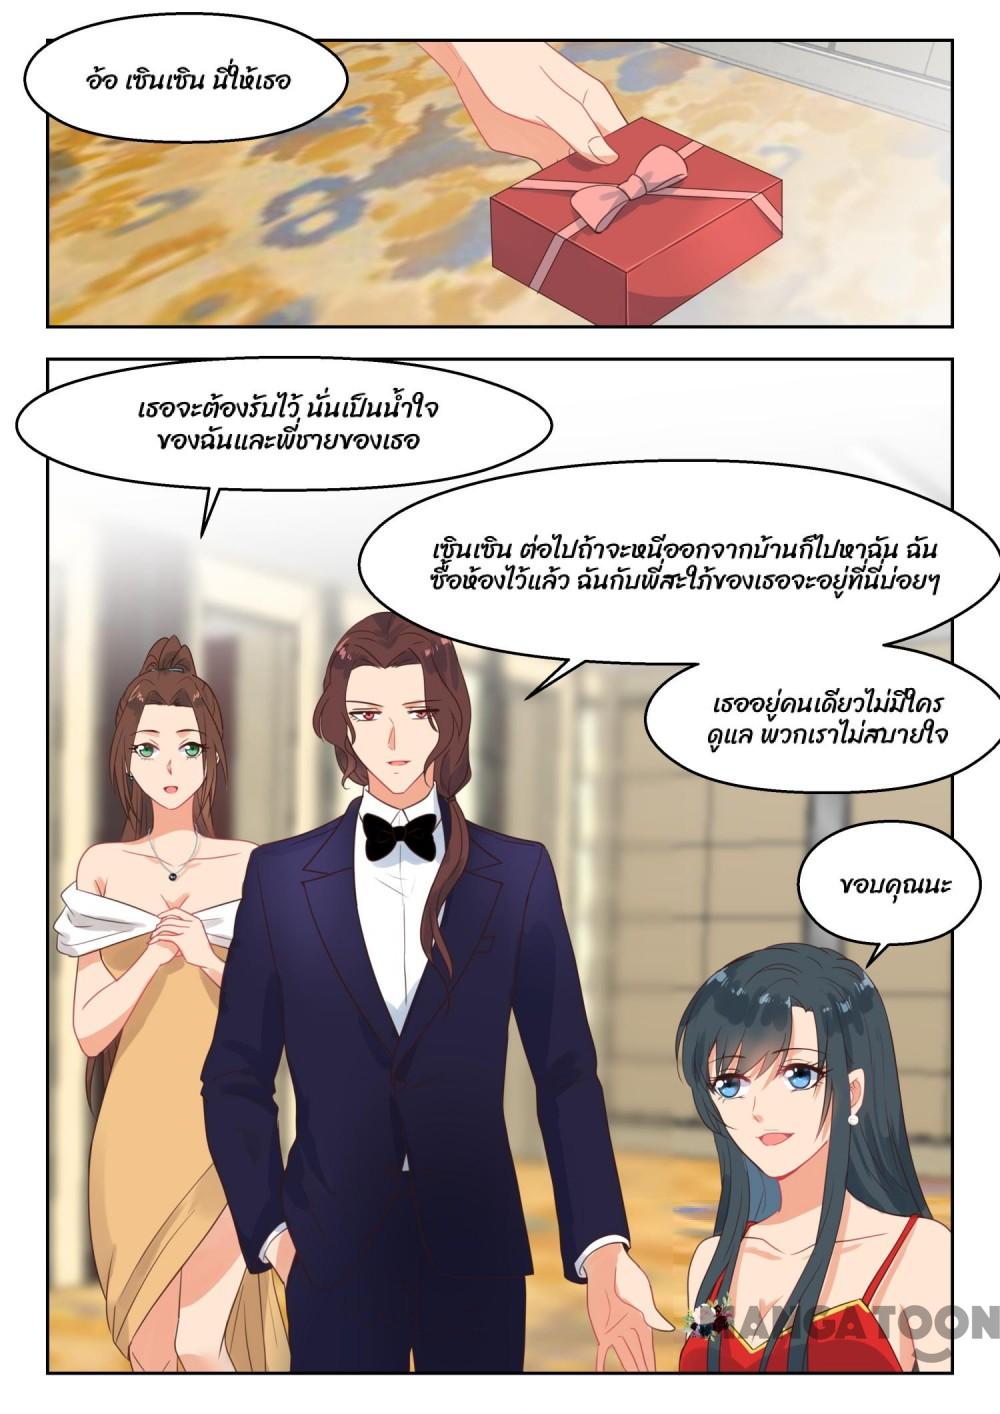 อ้อ เซินเซิน นี่ให้เธอ
เธอจะต้องรับไว้ นั่นเป็นน้ำใจ
ของฉันและพี่ชายของเธอ
เซินเซิน ต่อไปถ้าจะหนีออกจากบ้านก็ไปหาฉัน ฉัน
ซื้อห้องไว้แล้ว ฉันกับพี่สะใภ้ของเธอจะอยู่ที่นี่บ่อยๆ
เธออยู่คนเดียวไม่มีใคร
ดูแล พวกเราไม่สบายใจ
ขอบคุณนะ
MANGATOON